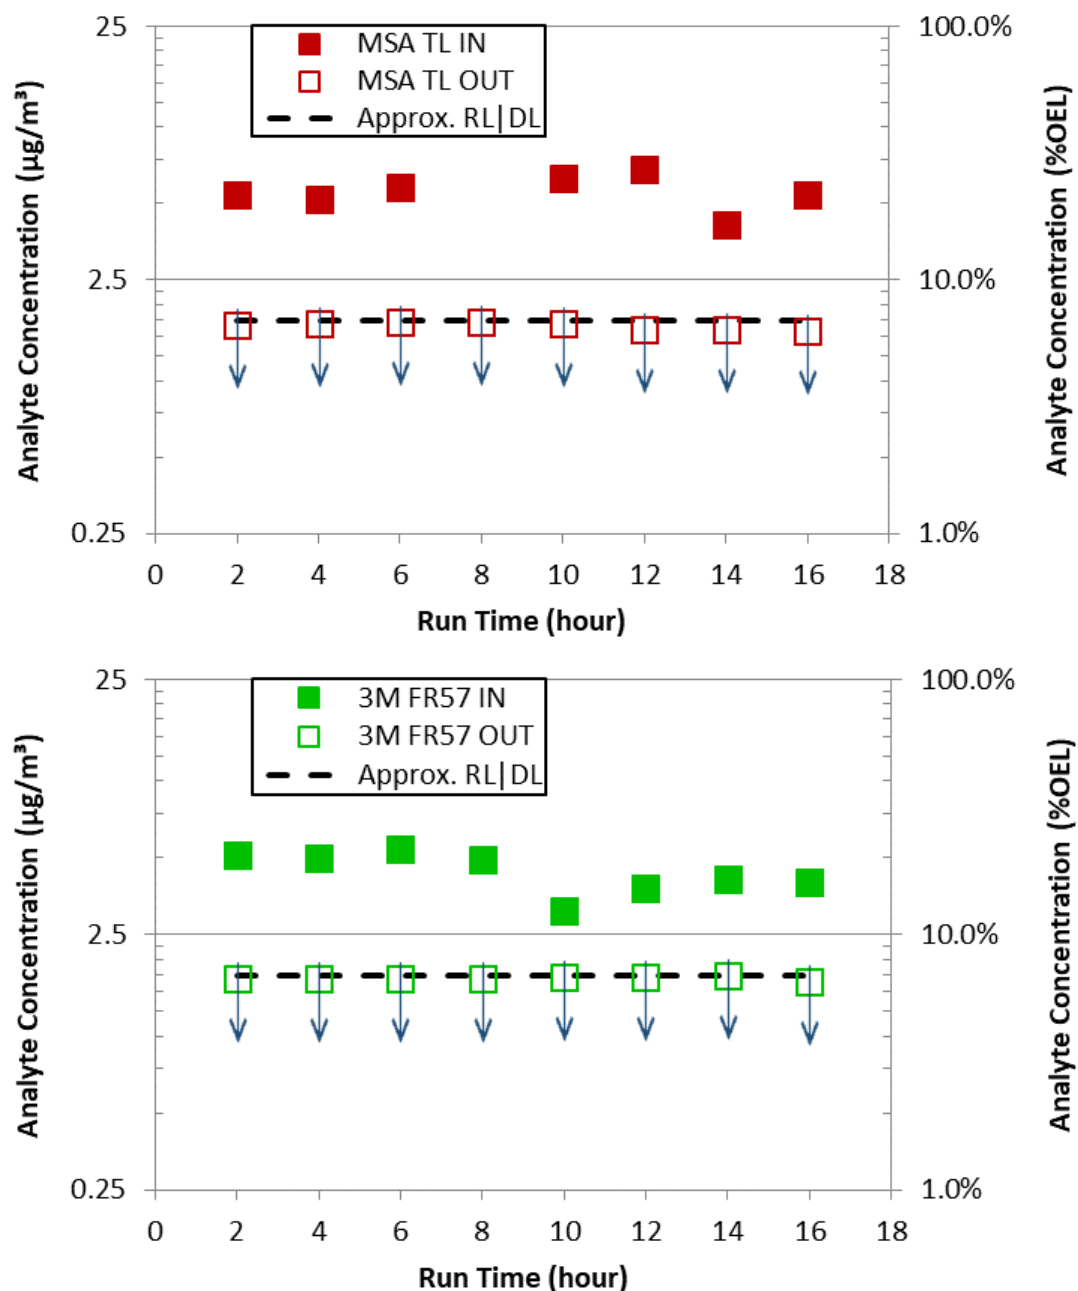 25
100.0%
MSA TL IN
MSA TL OUT
Approx. RL|DL
Analyte Concentration (µg/m³)
Analyte Concentration (%OEL)
2.5
10.0%
0.25
1.0%
0 2 4 6 8 10 12 14 16 18
Run Time (hour)
25
100.0%
3M FR57 IN
3M FR57 OUT
Approx. RL|DL
Analyte Concentration (µg/m³)
Analyte Concentration (%OEL)
2.5
10.0%
0.25
1.0%
0 2 4 6 8 10 12 14 16 18
Run Time (hour)